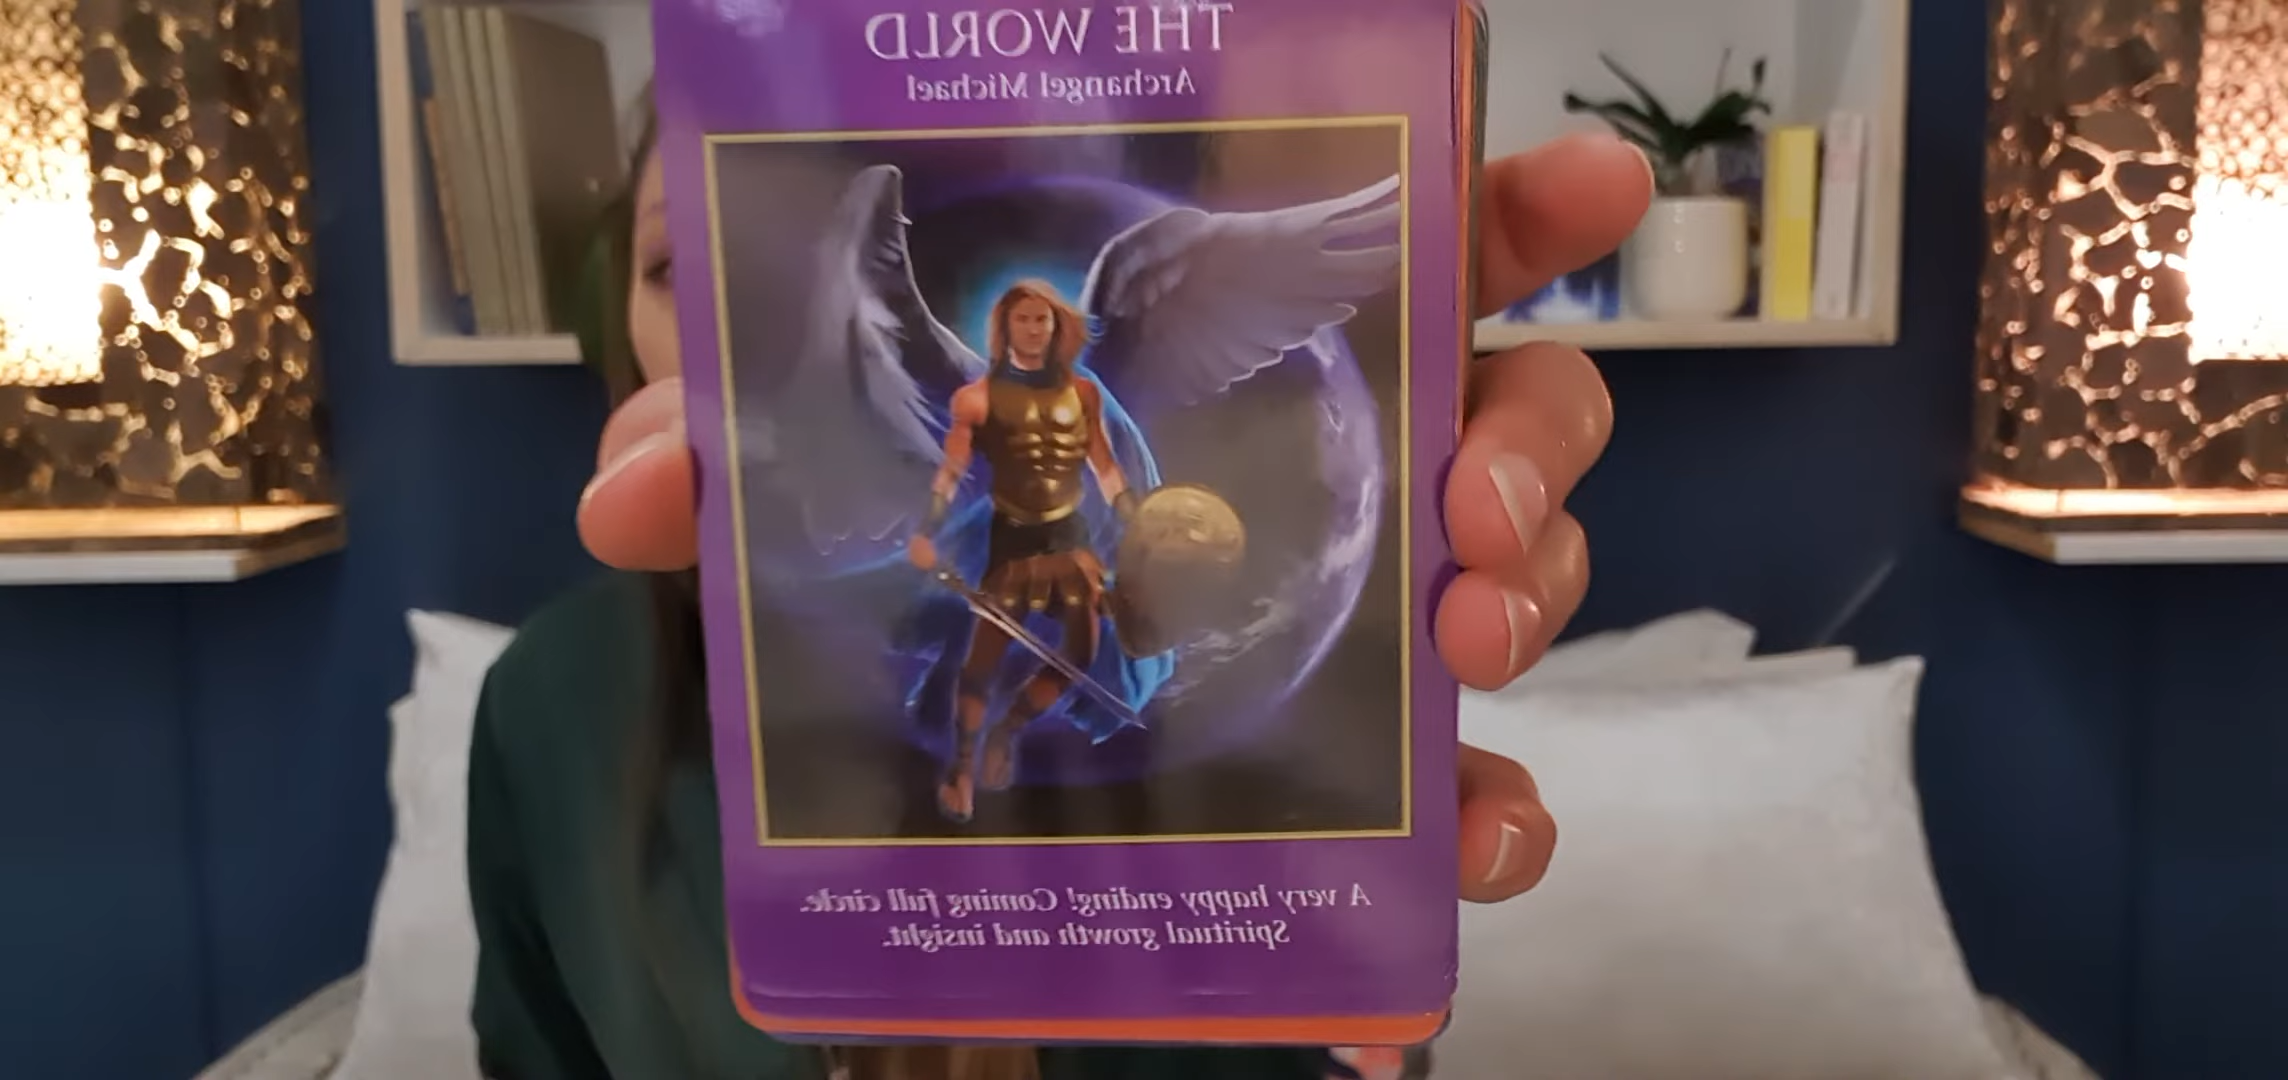 THE WORLD
Archangel Michael
A very happy ending! Coming full circle.
Spiritual growth and insight.